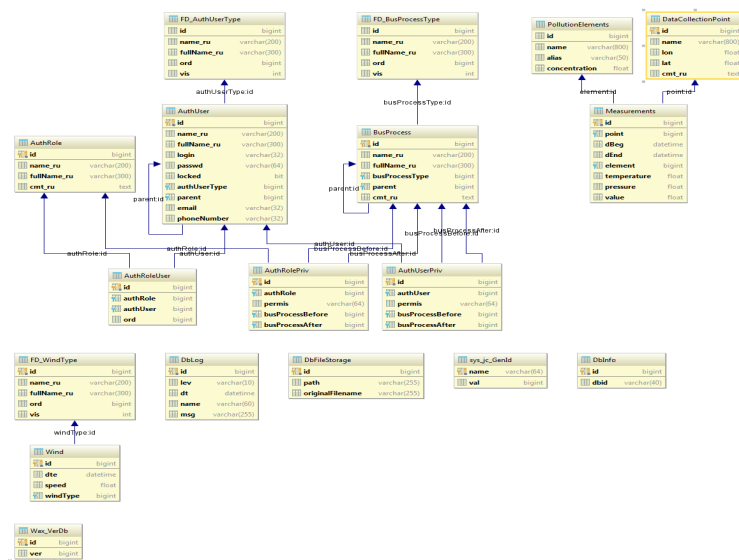 FD_AuthUserType
id bigint
name_ru varchar(200)
fullName_ru varchar(300)
ord bigint
vis int
FD_BusProcessType
id bigint
name_ru varchar(200)
fullName_ru varchar(300)
ord bigint
vis int
PollutionElements
id bigint
name varchar(800)
alias varchar(50)
concentration float
DataCollectionPoint
id bigint
name varchar(800)
lon float
lat float
cmt_ru text
authUserType:id
busProcessType:id
element:id
point:id
AuthUser
id bigint
name_ru varchar(200)
fullName_ru varchar(300)
login varchar(32)
passwd varchar(64)
locked bit
authUserType bigint
parent bigint
email varchar(32)
phoneNumber varchar(32)
parent:id
Measurements
id bigint
point bigint
dBeg datetime
dEnd datetime
element bigint
temperature float
pressure float
value float
BusProcess
id bigint
name_ru varchar(200)
fullName_ru varchar(300)
busProcessType bigint
parent bigint
cmt_ru text
parent:id
AuthRole
id bigint
name_ru varchar(200)
fullName_ru varchar(300)
cmt_ru text
authRole:id
authUser:id
authRole:id
authUser:id
busProcessBefore:id
busProcessAfter:id
busProcessBefore:id
busProcessAfter:id
AuthRoleUser
id bigint
authRole bigint
authUser bigint
ord bigint
AuthRolePriv
id bigint
authRole bigint
permis varchar(64)
busProcessBefore bigint
busProcessAfter bigint
AuthUserPriv
id bigint
authUser bigint
permis varchar(64)
busProcessBefore bigint
busProcessAfter bigint
FD_WindType
id bigint
name_ru varchar(200)
fullName_ru varchar(300)
ord bigint
vis int
DbLog
id bigint
lev varchar(10)
dt datetime
name varchar(60)
msg varchar(255)
DbFileStorage
id bigint
path varchar(255)
originalFilename varchar(255)
sys_jc_GenId
name varchar(64)
val bigint
DbInfo
id bigint
dbid varchar(40)
windType:id
Wind
id bigint
dte datetime
speed float
windType bigint
Wax_VerDb
id bigint
ver bigint